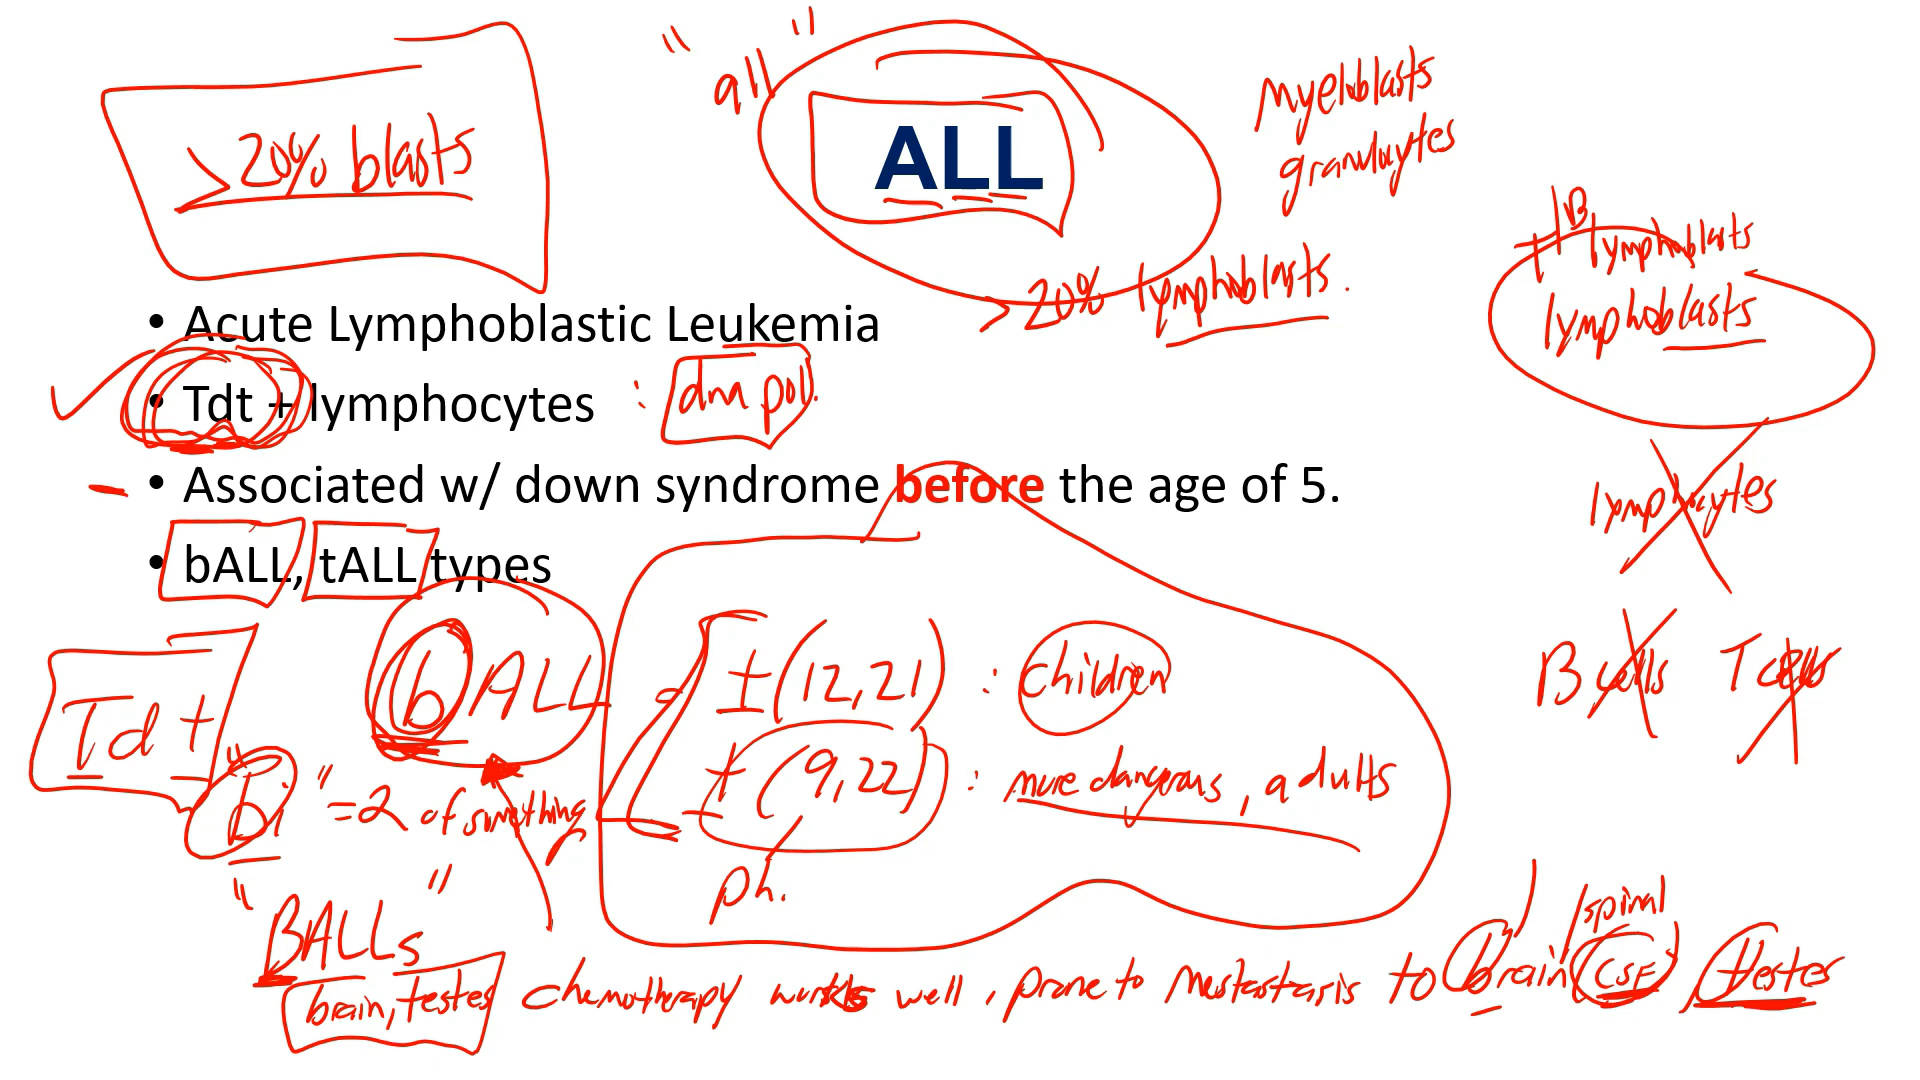 "all"
ALL
myeloblasts
granulocytes
>20% blasts
B
lymphoblasts
>20% lymphoblasts.
lymphoblasts
• Acute Lymphoblastic Leukemia
• Tdt + lymphocytes : dna pol.
• Associated w/ down syndrome before the age of 5.
lymphocytes
• bALL, tALL types
B cells T cells
Td +
bALL = t(12,21) : children
t(9,22) : more dangerous, adults
"Bi" = 2 of something
ph.
"BALLs"
brain, testes
chemotherapy works well, prone to mestastasis to brain (CSF), testes
/spinal